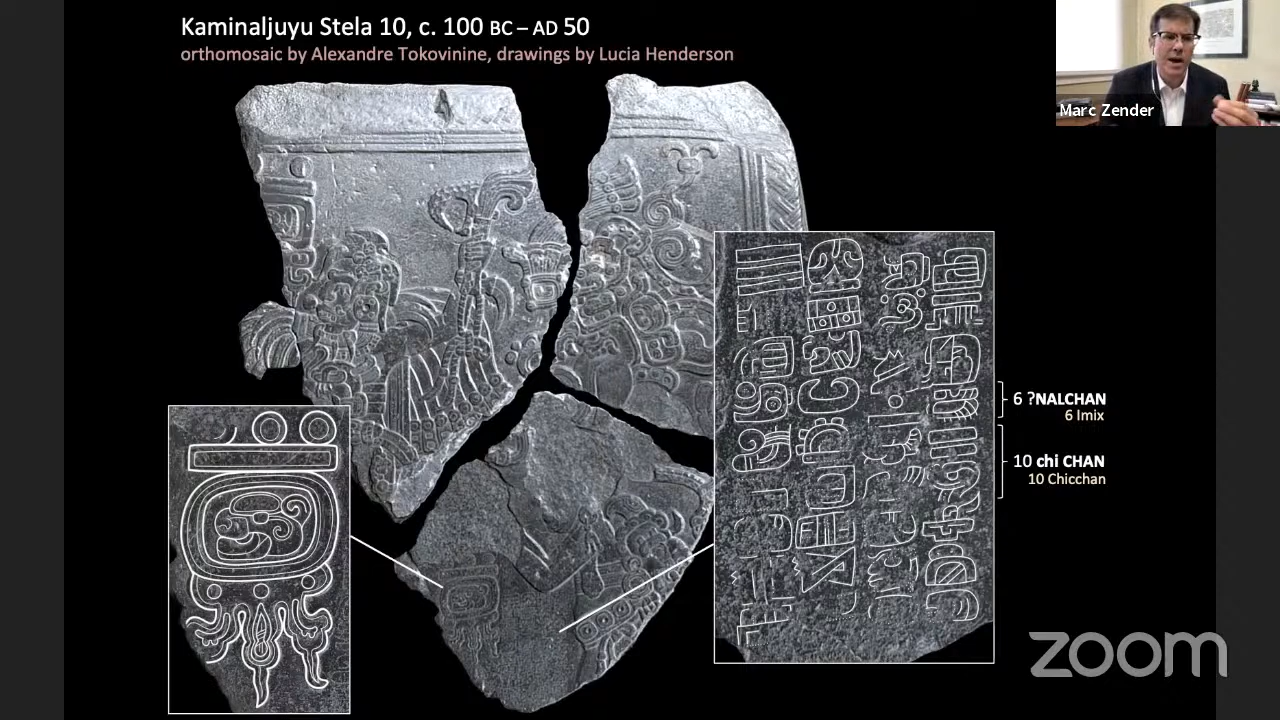 Kaminaljuyu Stela 10, c. 100 BC – AD 50
orthomosaic by Alexandre Tokovinine, drawings by Lucia Henderson
Marc Zender
6 ?NALCHAN
6 Imix
10 chi CHAN
10 Chicchan
zoom